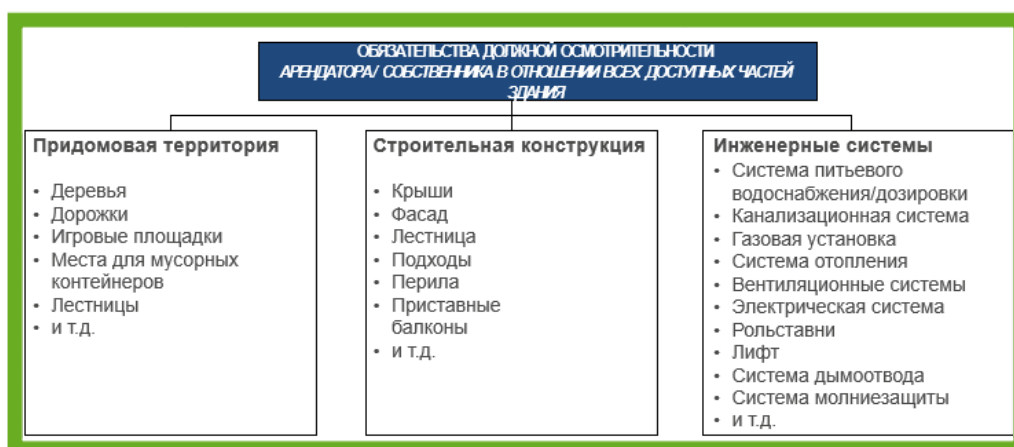 ОБЯЗАТЕЛЬСТВА ДОЛЖНОЙ ОСМОТРИТЕЛЬНОСТИ
АРЕНДАТОРА/ СОБСТВЕННИКА В ОТНОШЕНИИ ВСЕХ ДОСТУПНЫХ ЧАСТЕЙ
ЗДАНИЯ
Придомовая территория
• Деревья
• Дорожки
• Игровые площадки
• Места для мусорных
контейнеров
• Лестницы
• и т.д.
Строительная конструкция
• Крыши
• Фасад
• Лестница
• Подходы
• Перила
• Приставные
балконы
• и т.д.
Инженерные системы
• Система питьевого
водоснабжения/дозировки
• Канализационная система
• Газовая установка
• Система отопления
• Вентиляционные системы
• Электрическая система
• Рольставни
• Лифт
• Система дымоотвода
• Система молниезащиты
• и т.д.